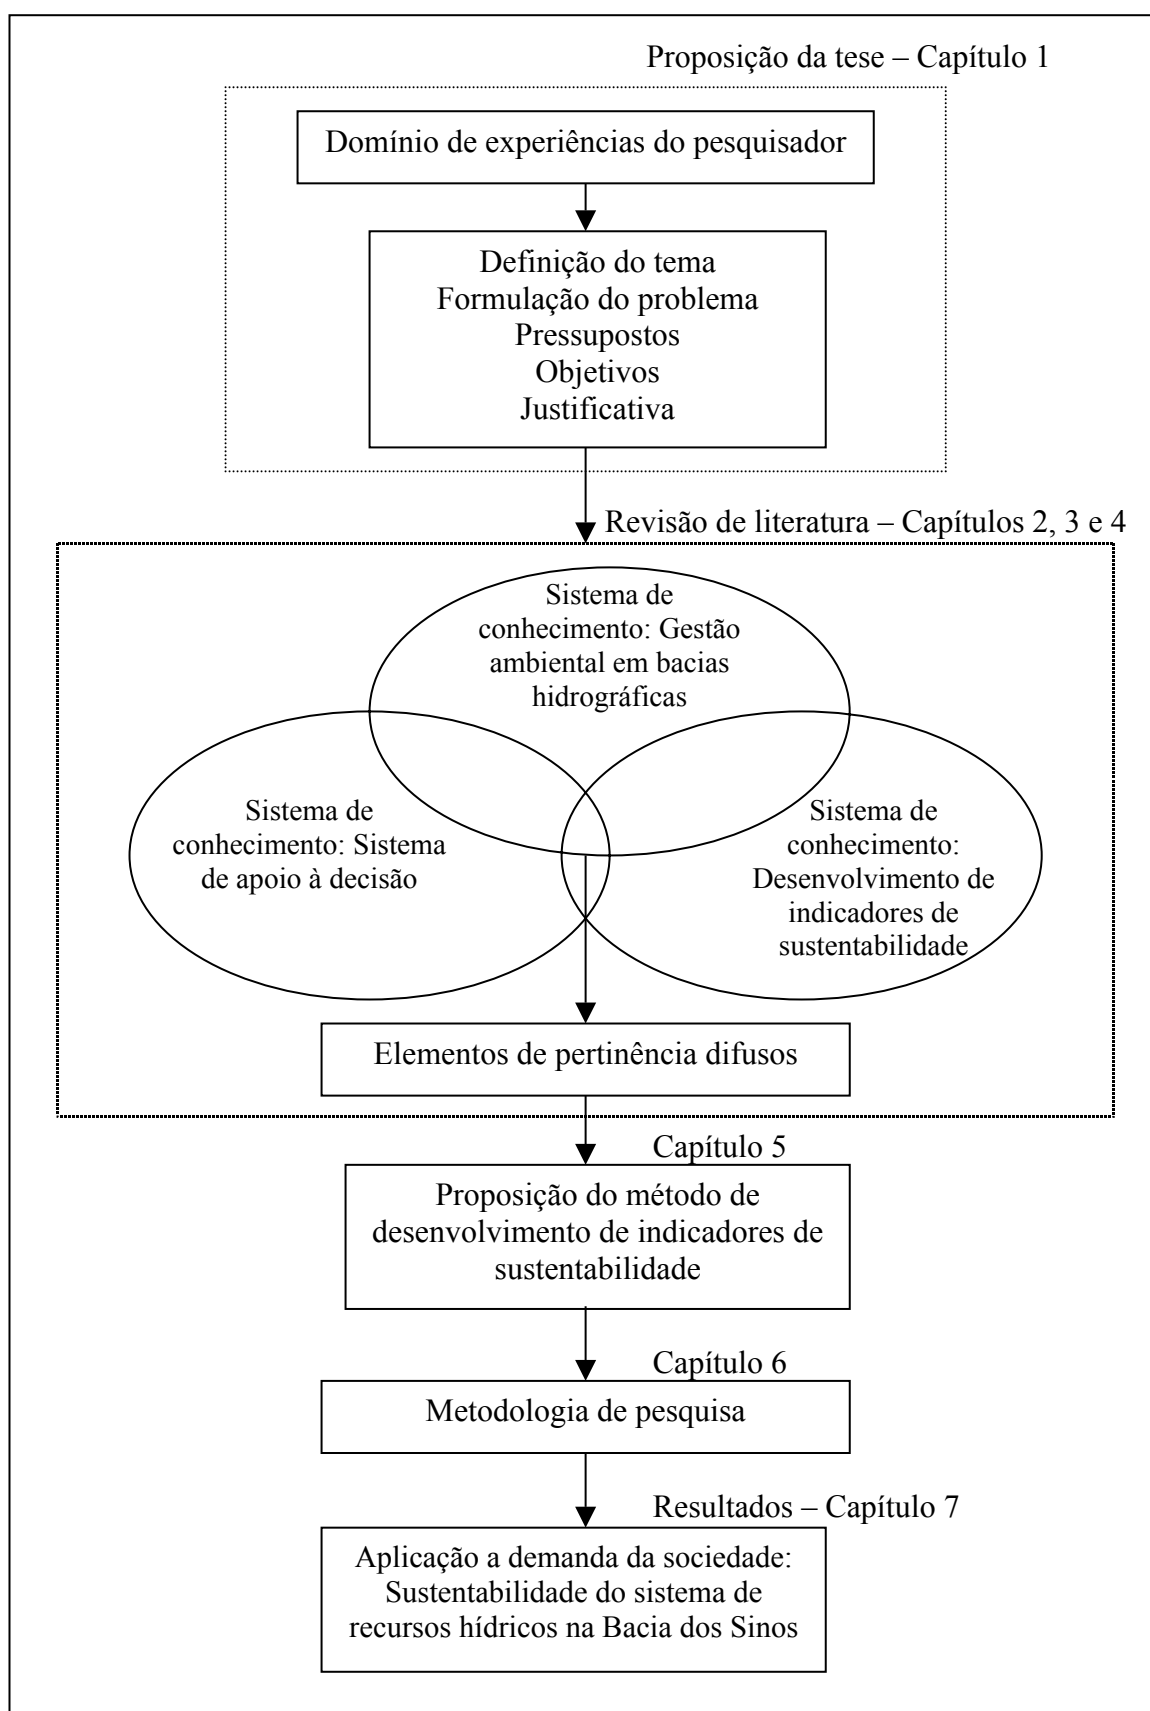 Proposição da tese – Capítulo 1
Domínio de experiências do pesquisador
Definição do tema
Formulação do problema
Pressupostos
Objetivos
Justificativa
Revisão de literatura – Capítulos 2, 3 e 4
Sistema de
conhecimento: Gestão
ambiental em bacias
hidrográficas
Sistema de
conhecimento: Sistema
de apoio à decisão
Sistema de
conhecimento:
Desenvolvimento de
indicadores de
sustentabilidade
Elementos de pertinência difusos
Capítulo 5
Proposição do método de
desenvolvimento de indicadores de
sustentabilidade
Capítulo 6
Metodologia de pesquisa
Resultados – Capítulo 7
Aplicação a demanda da sociedade:
Sustentabilidade do sistema de
recursos hídricos na Bacia dos Sinos